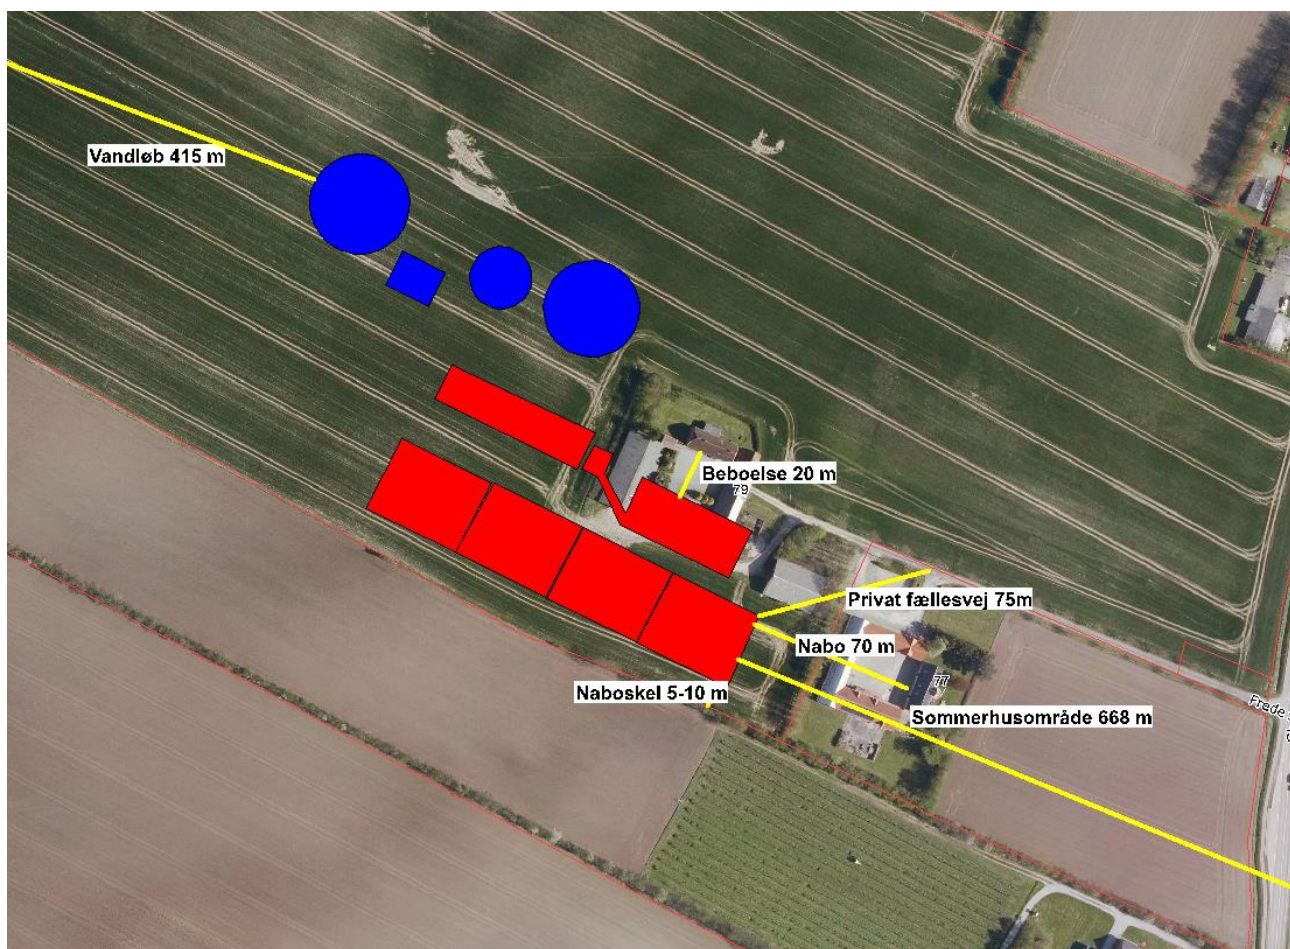 Vandløb 415 m
Beboelse 20 m
79
Privat fællesvej 75m
Nabo 70 m
77
Naboskel 5-10 m
Sommerhusområde 668 m